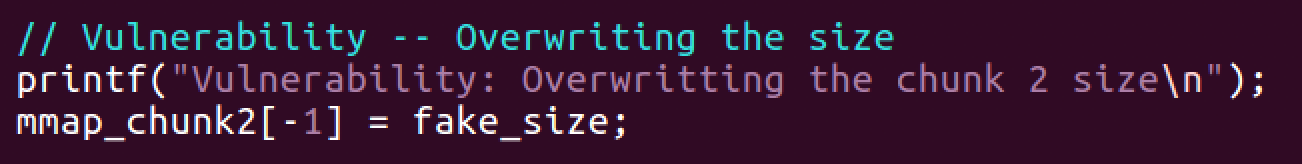 // Vulnerability -- Overwriting the size
printf("Vulnerability: Overwritting the chunk 2 size\n");
mmap_chunk2[-1] = fake_size;